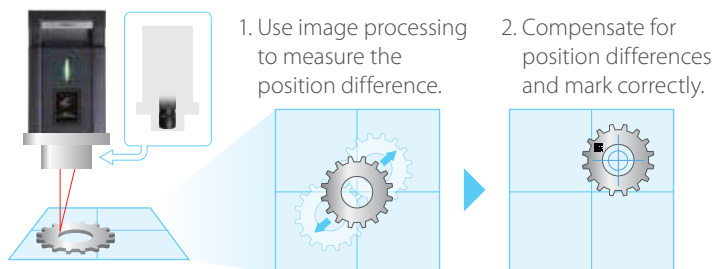 1. Use image processing
to measure the
position difference.
2. Compensate for
position differences
and mark correctly.